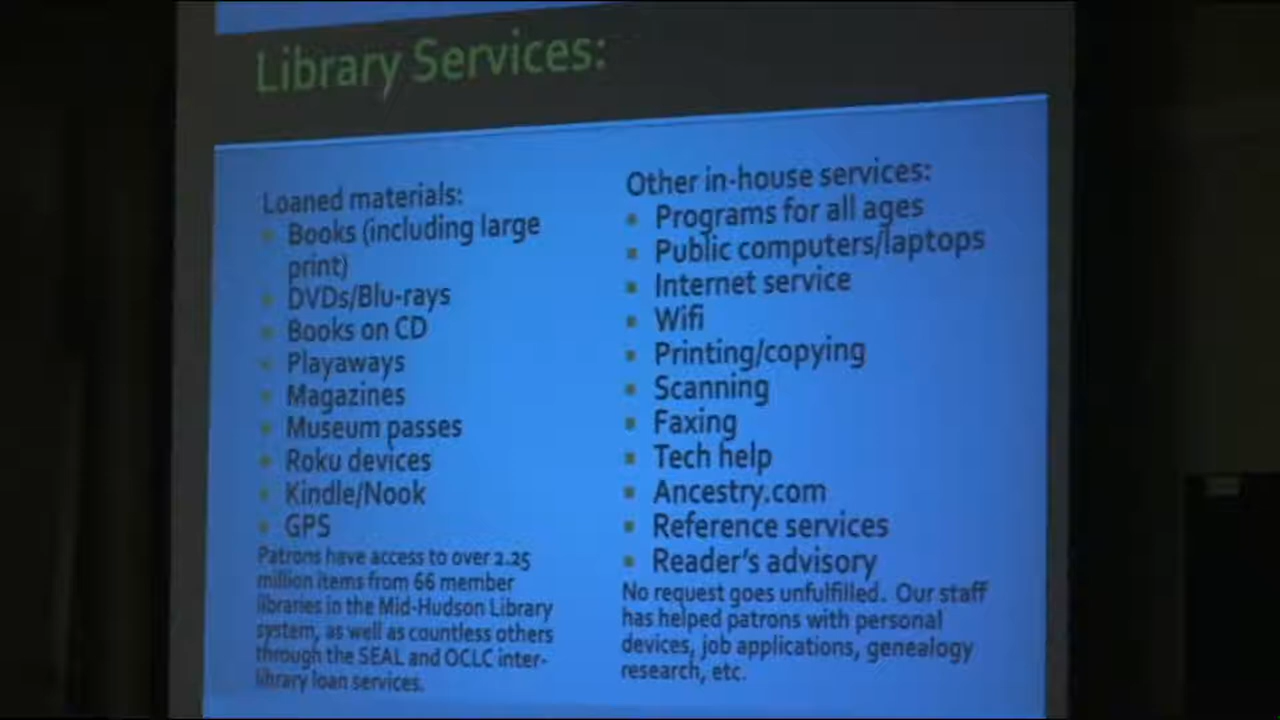 Library Services:
Loaned materials:
Books (including large
print)
DVDs/Blu-rays
Books on CD
Playaways
Magazines
Museum passes
Roku devices
Kindle/Nook
GPS
Patrons have access to over 2.25
million items from 66 member
libraries in the Mid-Hudson Library
system, as well as countless others
through the SEAL and OCLC inter-
library loan services.
Other in-house services:
Programs for all ages
Public computers/laptops
Internet service
Wifi
Printing/copying
Scanning
Faxing
Tech help
Ancestry.com
Reference services
Reader's advisory
No request goes unfulfilled. Our staff
has helped patrons with personal
devices, job applications, genealogy
research, etc.